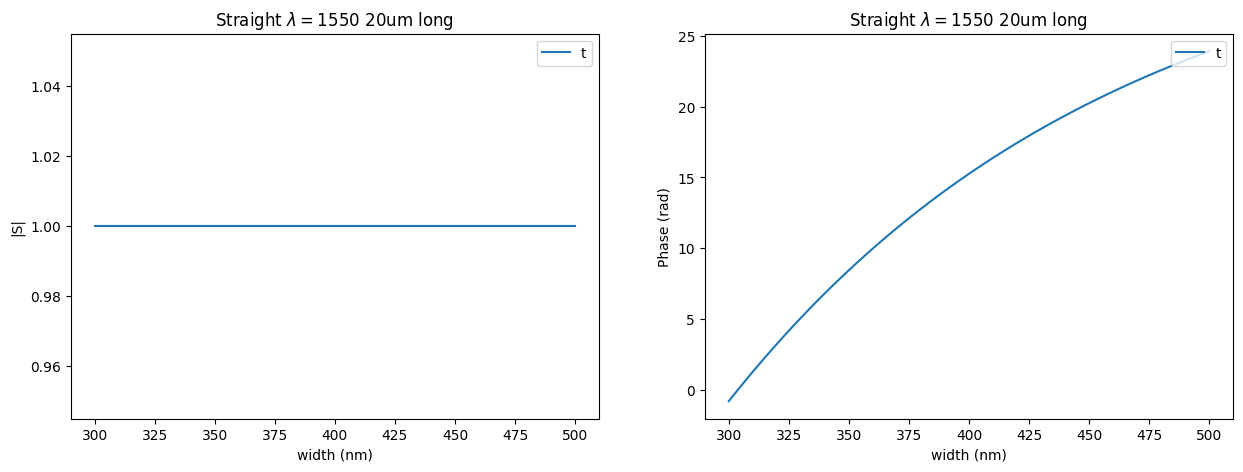 Straight λ = 1550 20um long
t
1.04
1.02
1.00
0.98
0.96
|S|
300 325 350 375 400 425 450 475 500
width (nm)
Straight λ = 1550 20um long
t
25
20
15
10
5
0
Phase (rad)
300 325 350 375 400 425 450 475 500
width (nm)